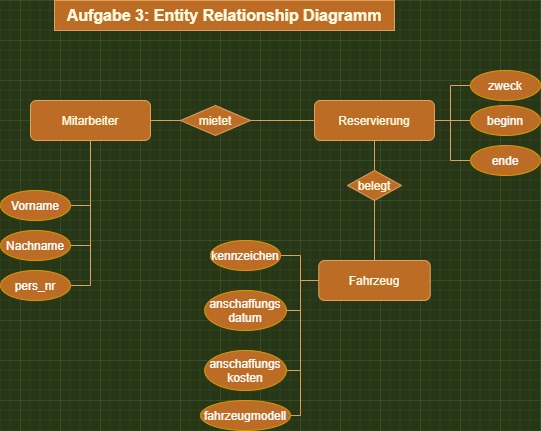 Aufgabe 3: Entity Relationship Diagramm
Mitarbeiter
mietet
Reservierung
zweck
beginn
ende
belegt
Vorname
Nachname
pers_nr
kennzeichen
Fahrzeug
anschaffungs
datum
anschaffungs
kosten
fahrzeugmodell